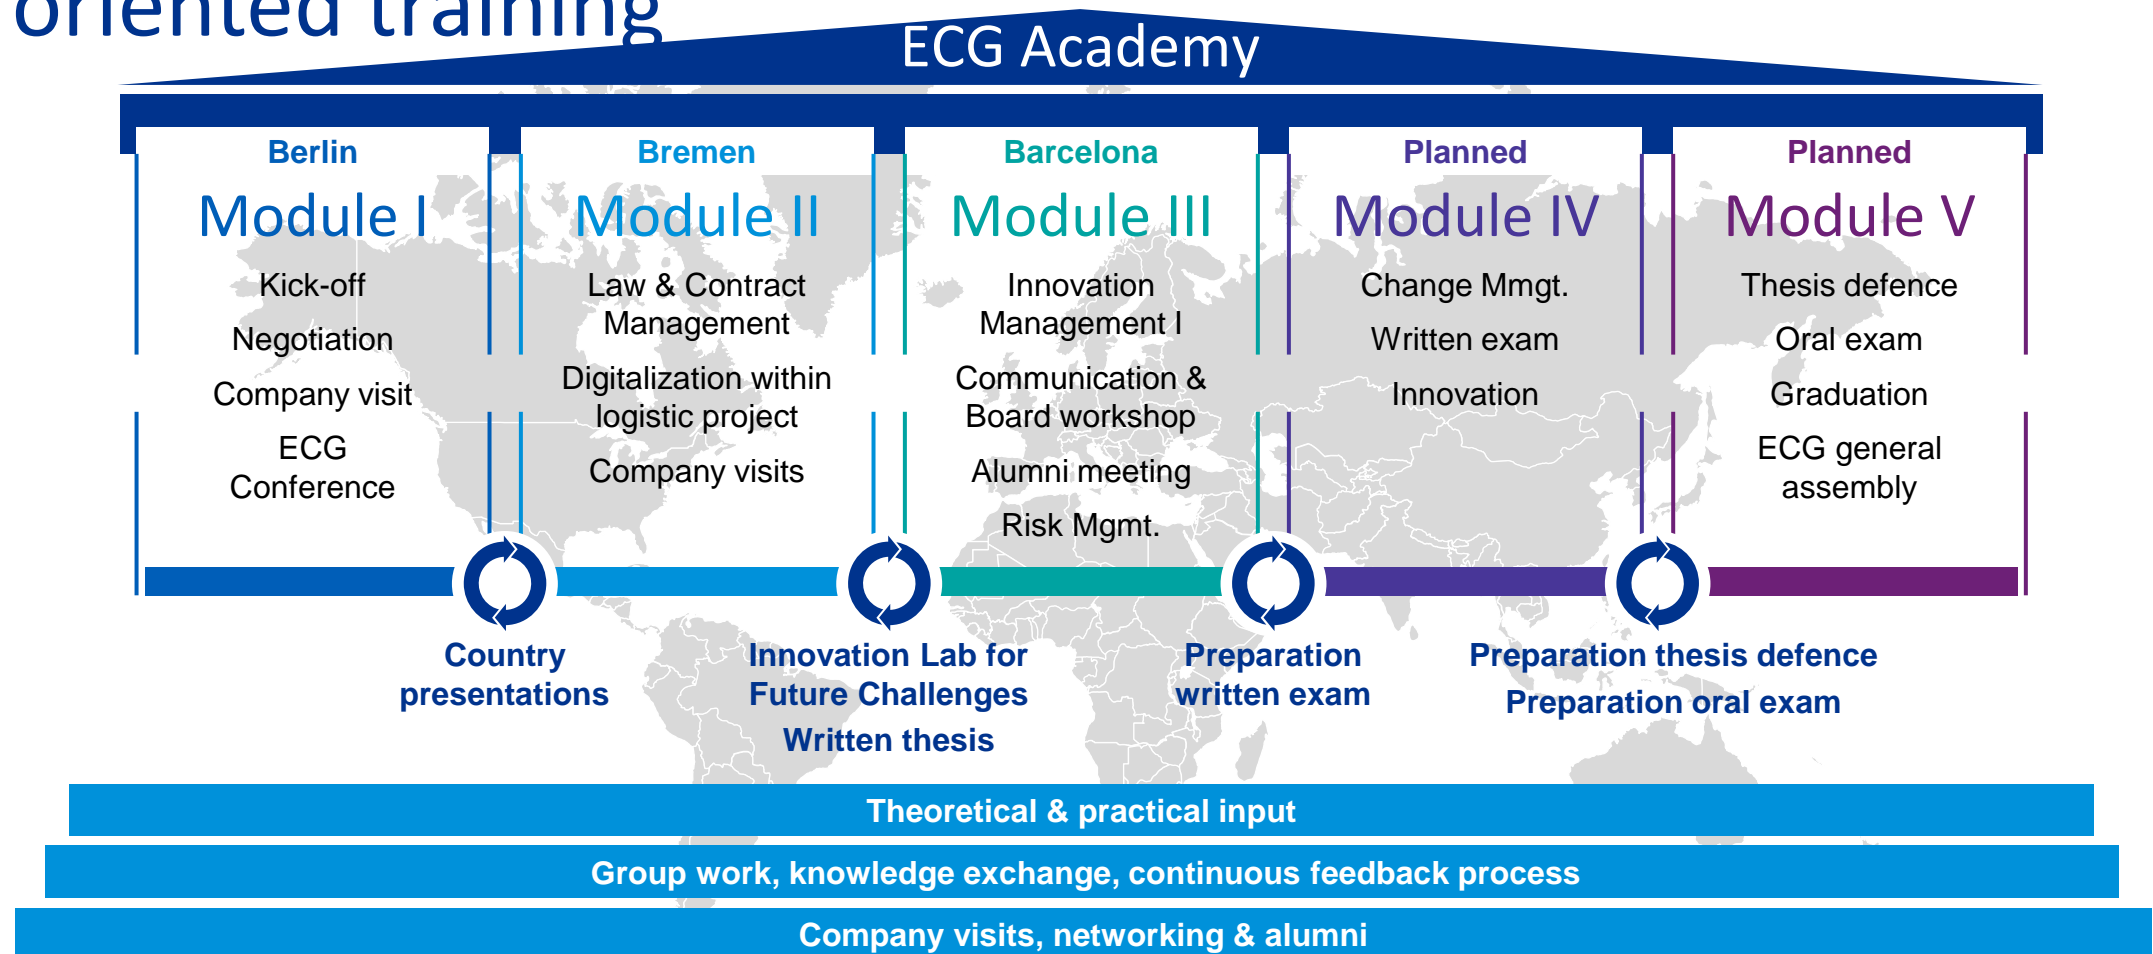 oriented training
ECG Academy
Berlin
Module I
Kick-off
Negotiation
Company visit
ECG
Conference
Bremen
Module II
Law & Contract
Management
Digitalization within
logistic project
Company visits
Barcelona
Module III
Innovation
Management I
Communication &
Board workshop
Alumni meeting
Risk Mgmt.
Planned
Module IV
Change Mmgt.
Written exam
Innovation
Planned
Module V
Thesis defence
Oral exam
Graduation
ECG general
assembly
Country
presentations
Innovation Lab for
Future Challenges
Written thesis
Preparation
written exam
Preparation thesis defence
Preparation oral exam
Theoretical & practical input
Group work, knowledge exchange, continuous feedback process
Company visits, networking & alumni